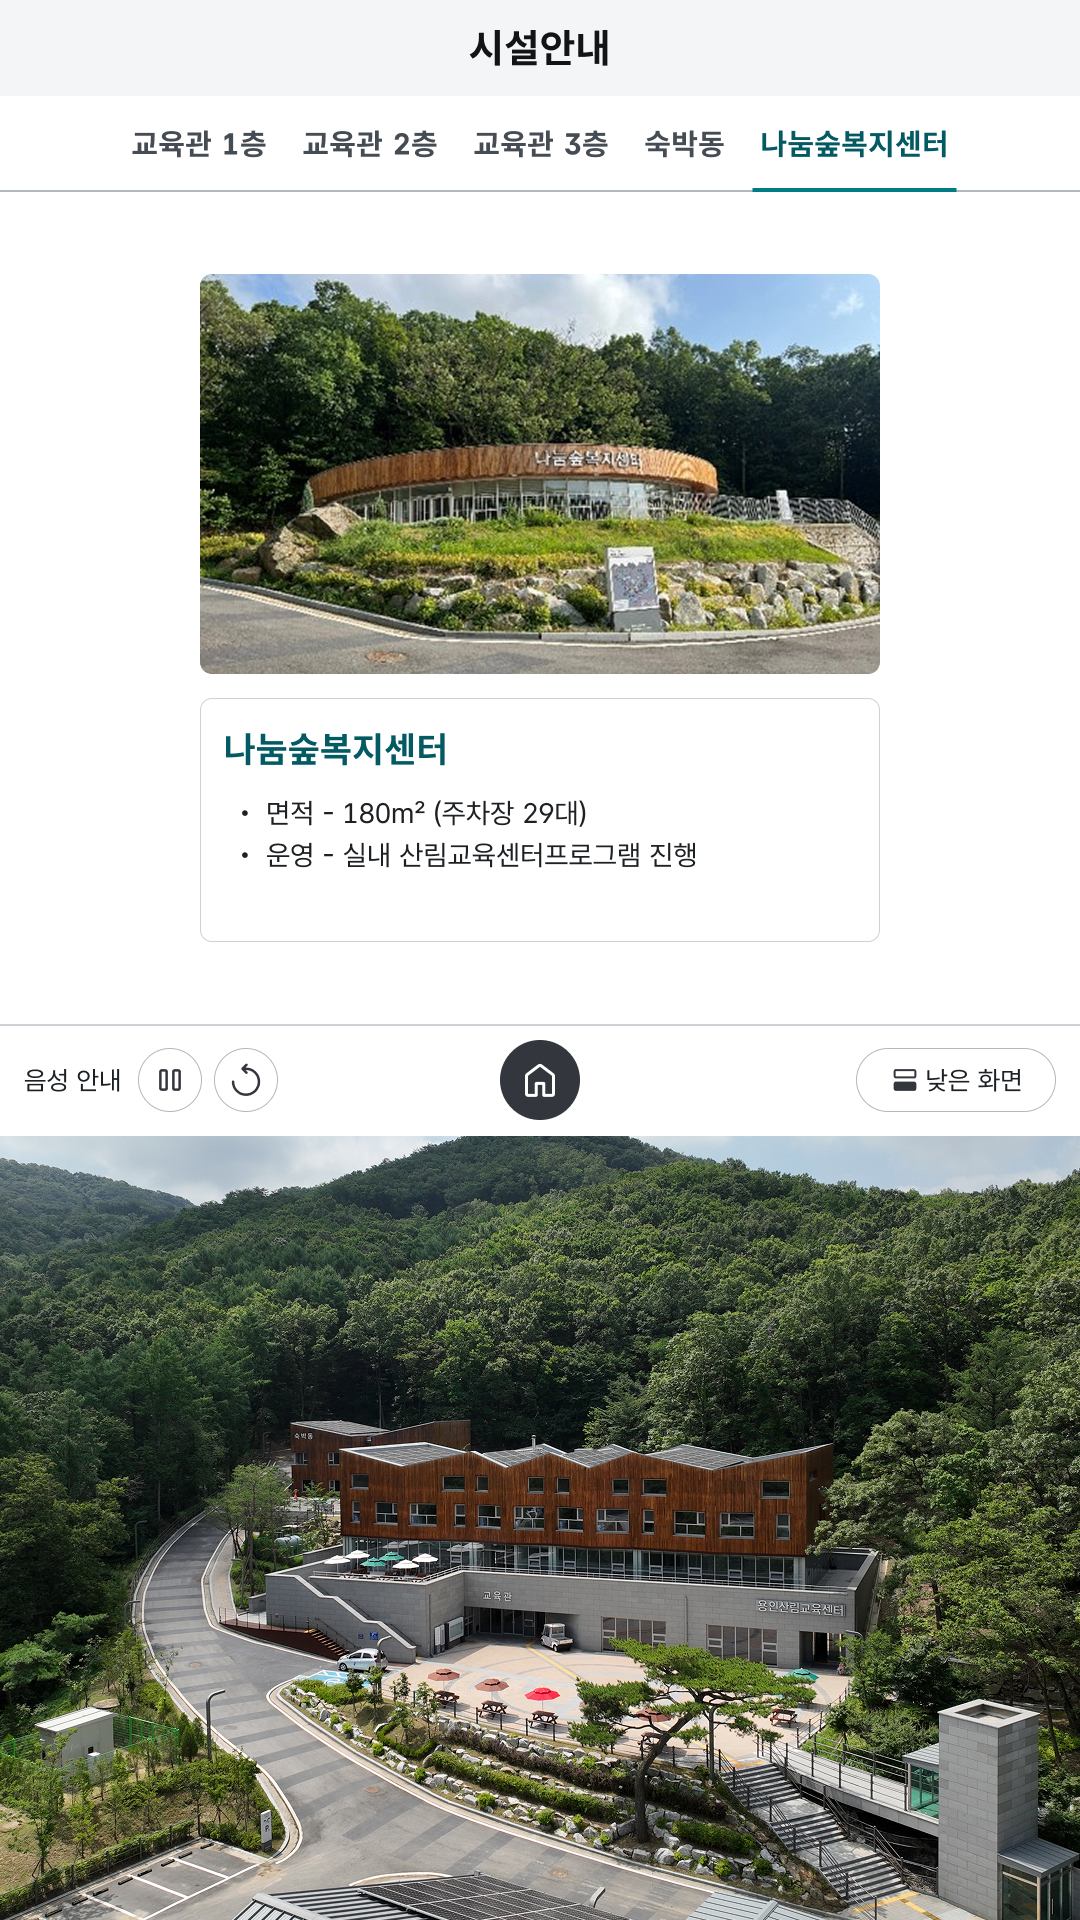 시설안내
교육관 1층 교육관 2층 교육관 3층 숙박동 나눔숲복지센터
나눔숲복지센터
나눔숲복지센터
• 면적 - 180m² (주차장 29대)
• 운영 - 실내 산림교육센터프로그램 진행
음성 안내
낮은 화면
숙박동
교육관
용인산림교육센터